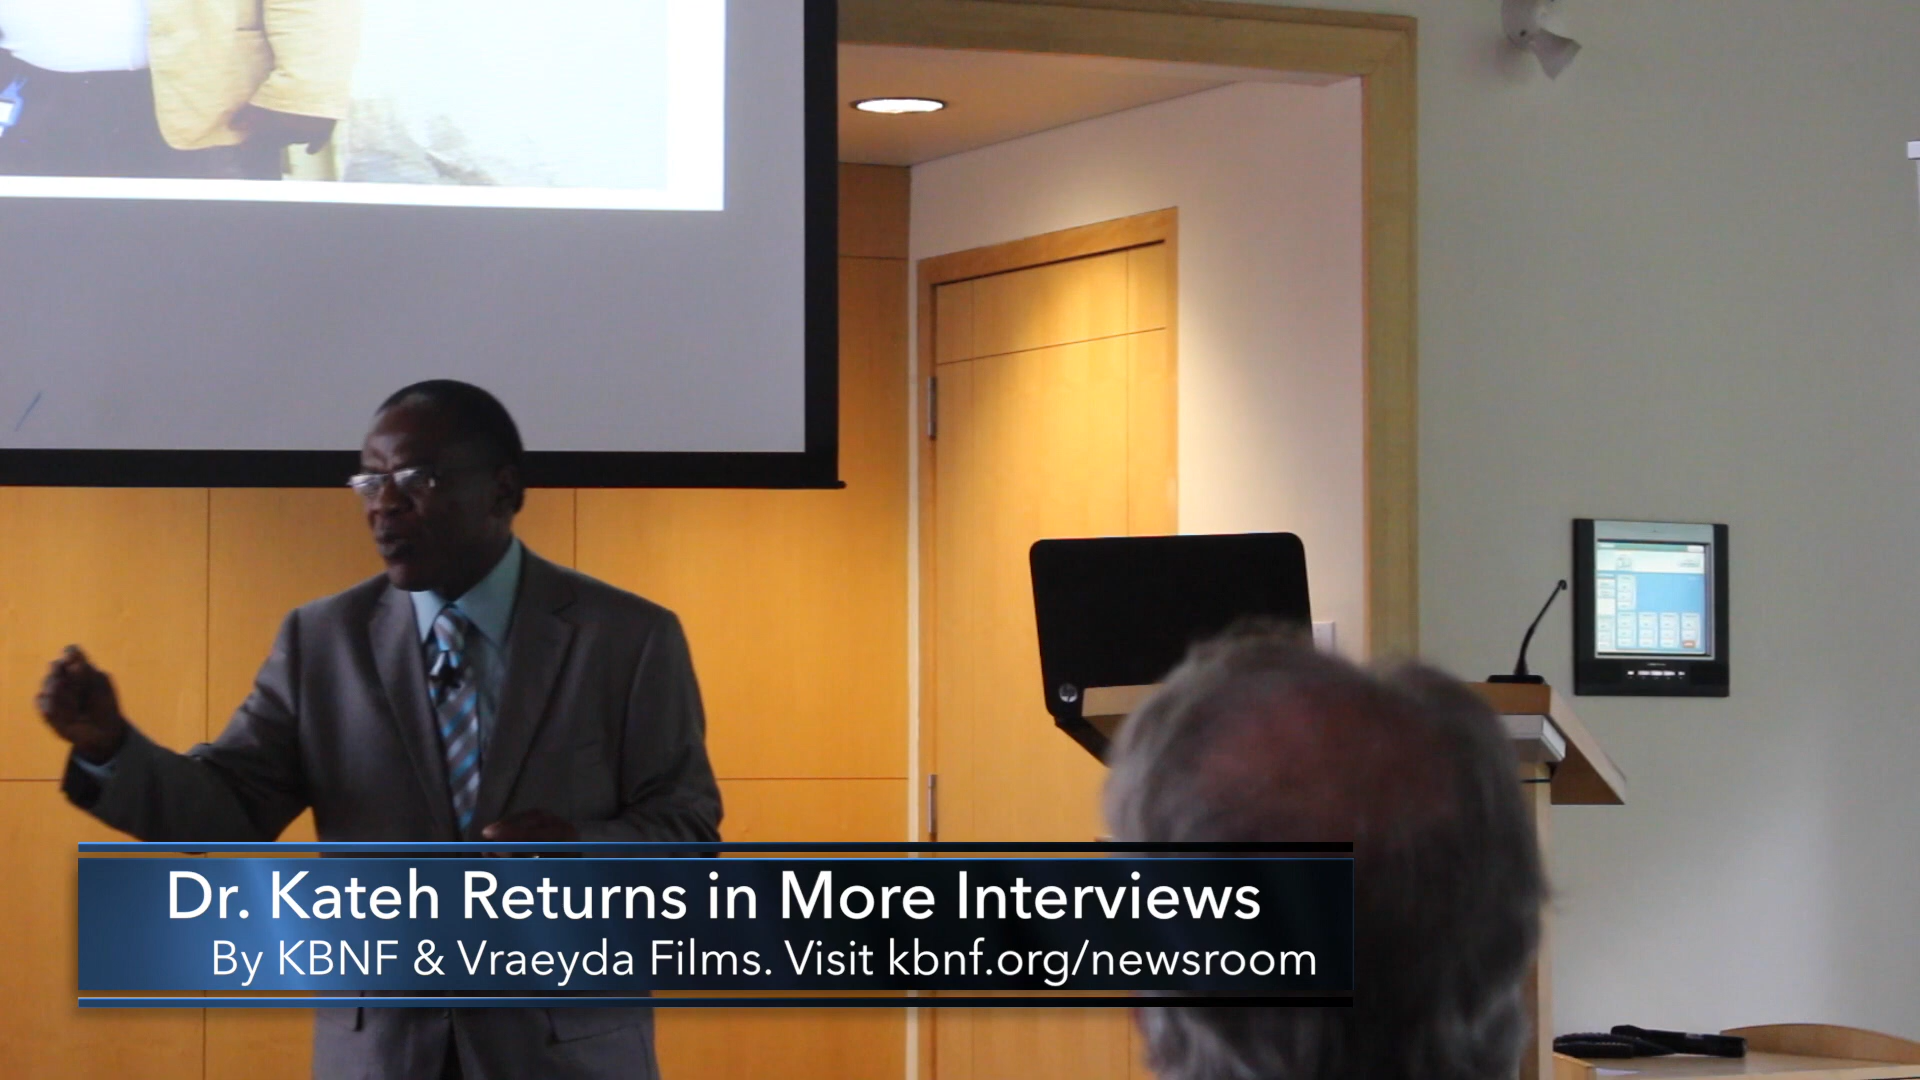 Dr. Kateh Returns in More Interviews
By KBNF & Vraeyda Films. Visit kbnf.org/newsroom